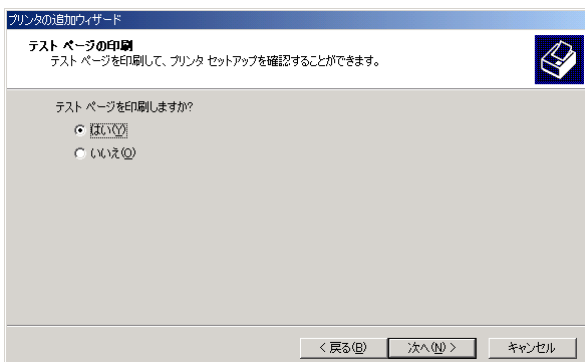 プリンタの追加ウィザード
テスト ページの印刷
テスト ページを印刷して、プリンタ セットアップを確認することができます。
テスト ページを印刷しますか?
はい(Y)
いいえ(O)
< 戻る(B) 次へ(N) > キャンセル